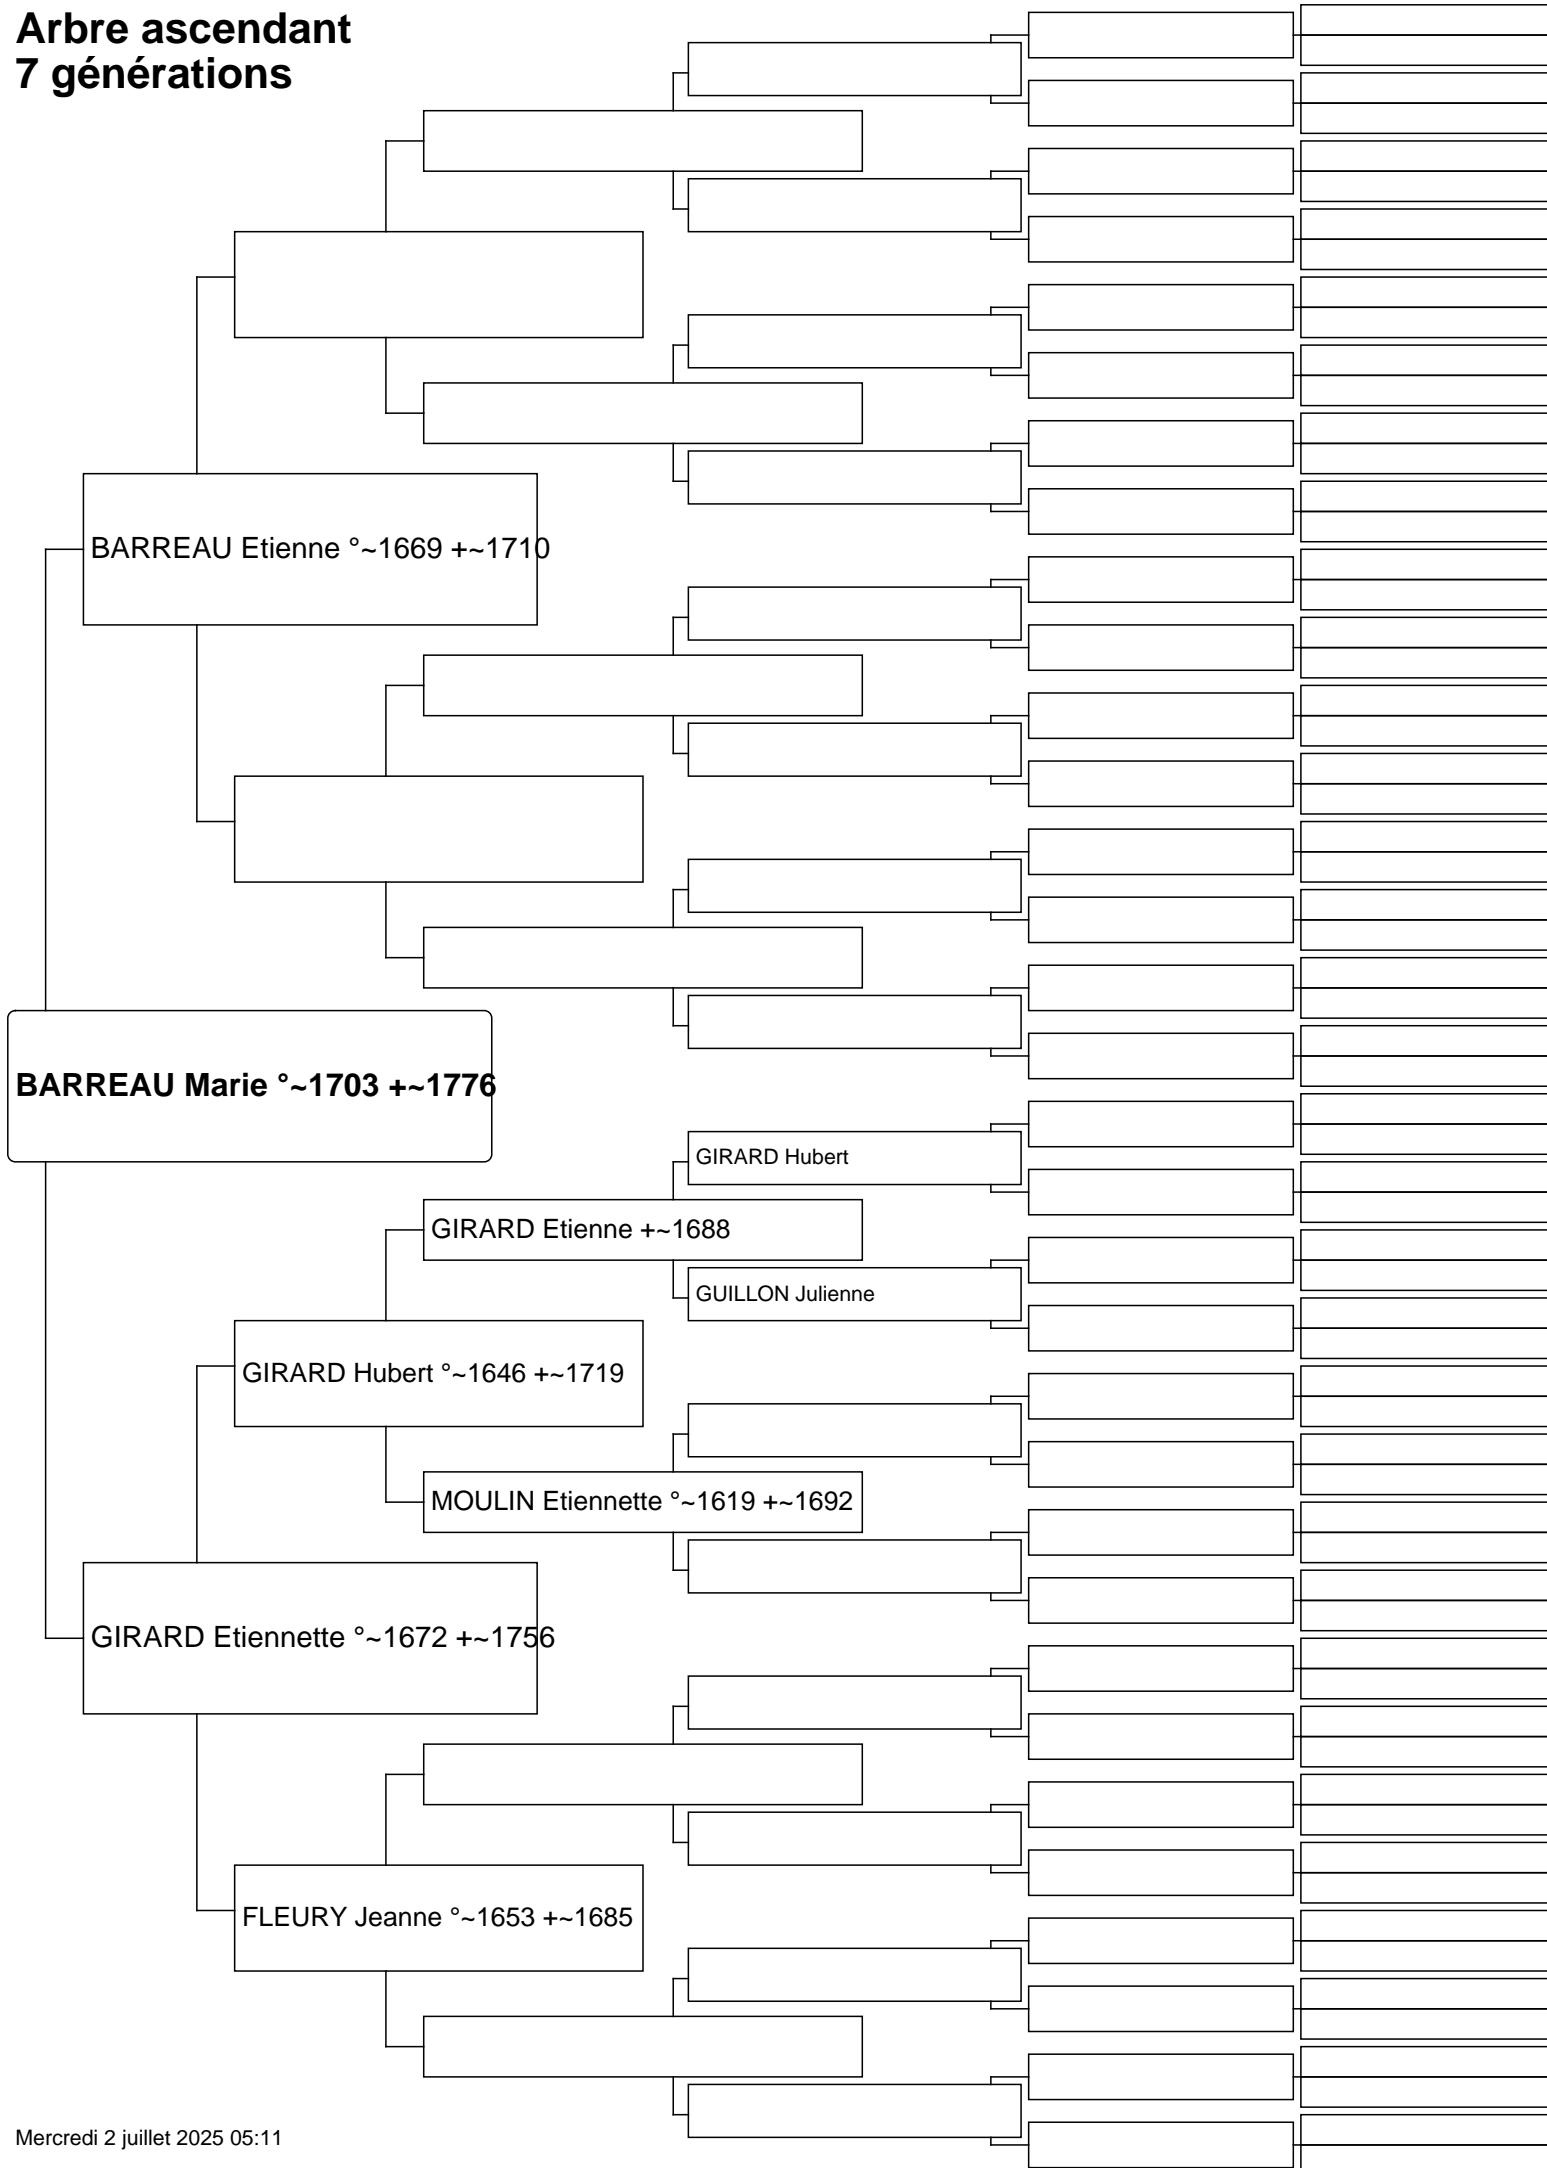 Arbre ascendant
7 générations
BARREAU Etienne °~1669 +~1710
BARREAU Marie °~1703 +~1776
GIRARD Hubert
GIRARD Etienne +~1688
GUILLON Julienne
GIRARD Hubert °~1646 +~1719
MOULIN Etiennette °~1619 +~1692
GIRARD Etiennette °~1672 +~1756
FLEURY Jeanne °~1653 +~1685
Mercredi 2 juillet 2025 05:11